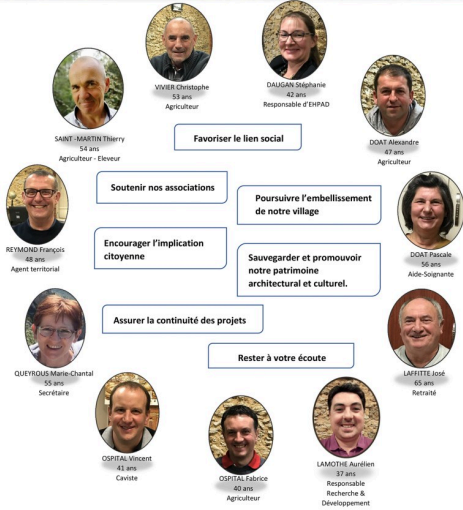 VIVIER Christophe
53 ans
Agriculteur
DAUGAN Stéphanie
42 ans
Responsable d'EHPAD
SAINT -MARTIN Thierry
54 ans
Agriculteur - Eleveur
DOAT Alexandre
47 ans
Agriculteur
Favoriser le lien social
Soutenir nos associations
Poursuivre l'embellissement
de notre village
REYMOND François
48 ans
Agent territorial
Encourager l'implication
citoyenne
DOAT Pascale
56 ans
Aide-Soignante
Sauvegarder et promouvoir
notre patrimoine
architectural et culturel.
Assurer la continuité des projets
QUEYROUS Marie-Chantal
55 ans
Secrétaire
Rester à votre écoute
LAFFITTE José
65 ans
Retraité
OSPITAL Vincent
41 ans
Caviste
OSPITAL Fabrice
40 ans
Agriculteur
LAMOTHE Aurélien
37 ans
Responsable
Recherche &
Développement